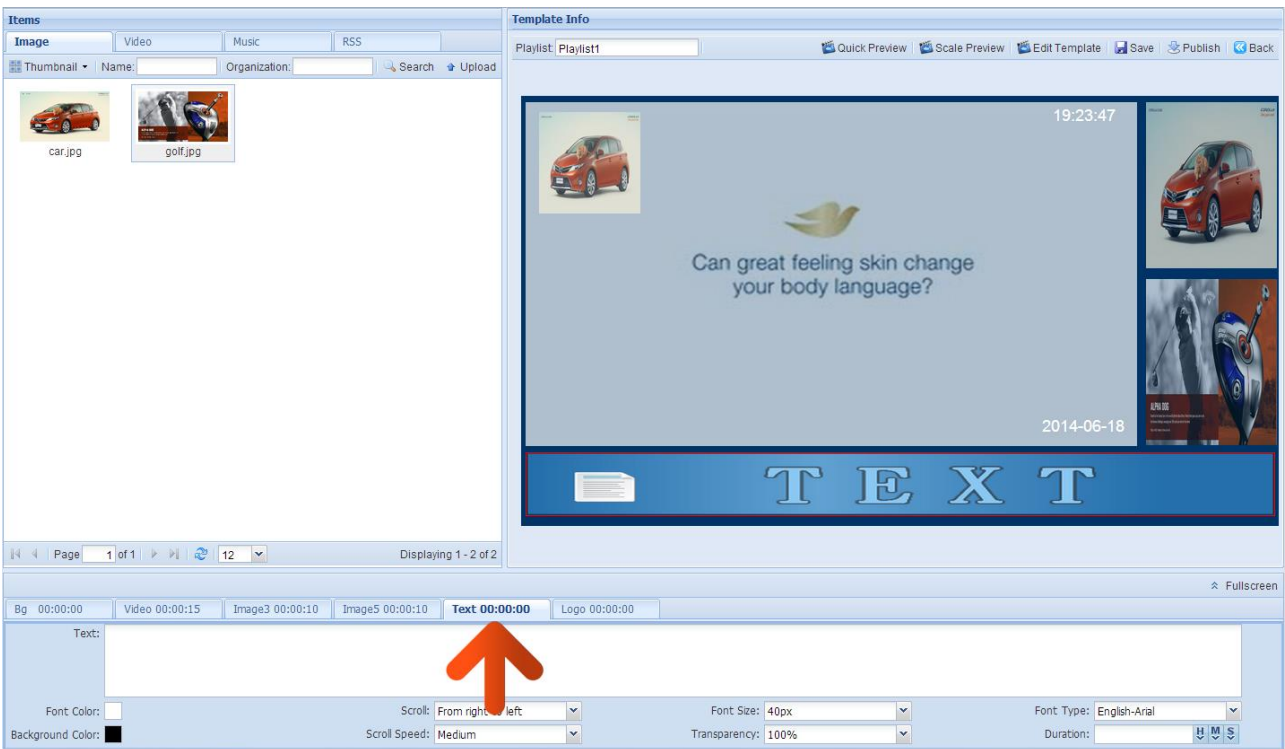 Items
Image Video Music RSS
Thumbnail Name: Organization: Search Upload
car.jpg golf.jpg
Page 1 of 1 12 Displaying 1 - 2 of 2
Template Info
Playlist: Playlist1 Quick Preview Scale Preview Edit Template Save Publish Back
19:23:47
Can great feeling skin change
your body language?
ALPHA DOG
2014-06-18
TEXT
Fullscreen
Bg 00:00:00 Video 00:00:15 Image3 00:00:10 Image5 00:00:10 Text 00:00:00 Logo 00:00:00
Text:
Font Color: Scroll: From right left Font Size: 40px Font Type: English-Arial
Background Color: Scroll Speed: Medium Transparency: 100% Duration: H M S